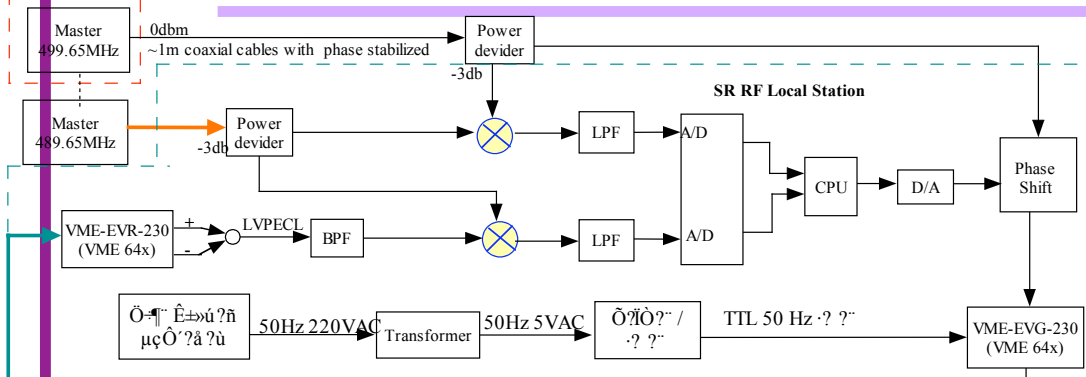 Master
499.65MHz
0dbm
~1m coaxial cables with phase stabilized
Power
devider
-3db
SR RF Local Station
Master
489.65MHz
-3db
Power
devider
LPF
A/D
CPU
D/A
Phase
Shift
VME-EVR-230
(VME 64x)
+
-
LVPECL
BPF
LPF
A/D
Ö÷¶¨ Ê±»ú?ñ
µçÔ´?å?ù
50Hz 220VAC
Transformer
50Hz 5VAC
Õ?ÏÒ?¨ /
·? ?¨
TTL 50 Hz ·? ?¨
VME-EVG-230
(VME 64x)